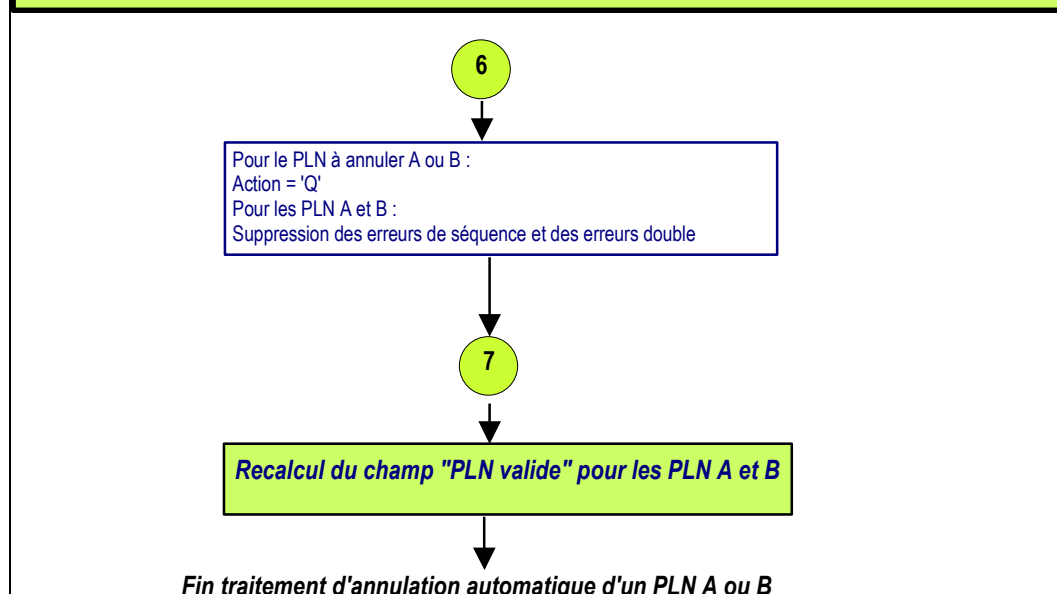 6
Pour le PLN à annuler A ou B :
Action = 'Q'
Pour les PLN A et B :
Suppression des erreurs de séquence et des erreurs double
7
Recalcul du champ "PLN valide" pour les PLN A et B
Fin traitement d'annulation automatique d'un PLN A ou B